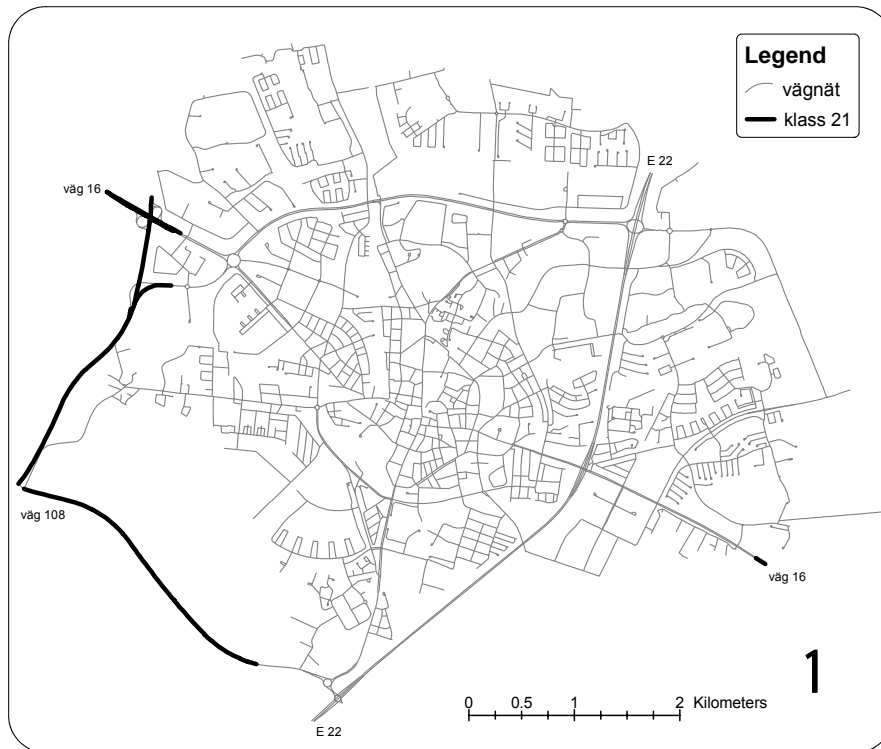 Legend
vägnät
klass 21
E 22
väg 16
väg 108
väg 16
1
0 0.5 1 2 Kilometers
E 22